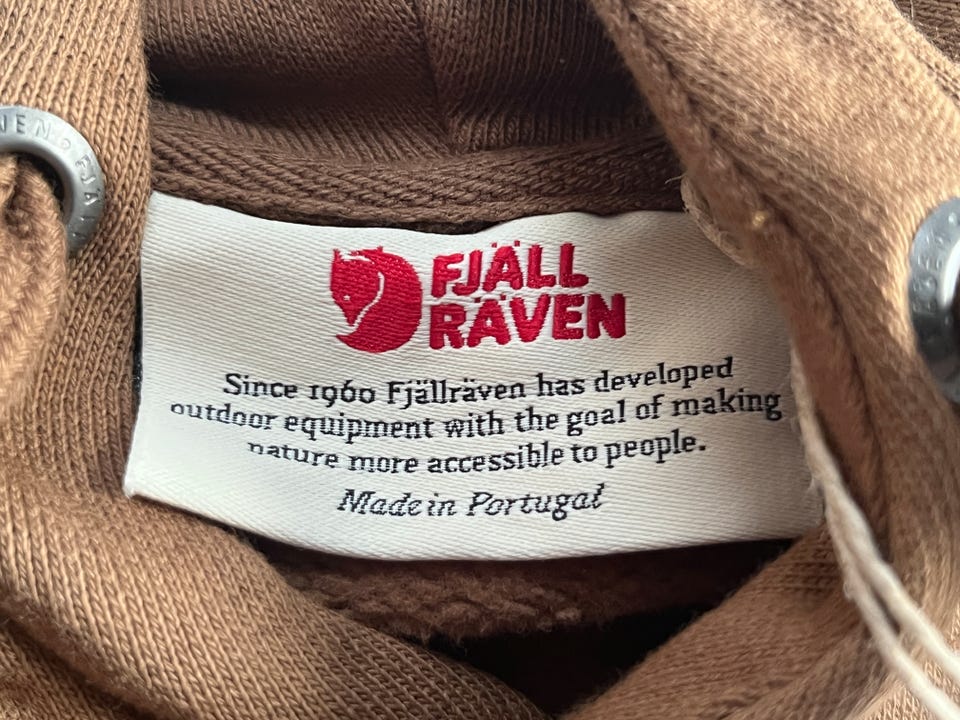 FJÄLL
RÄVEN
Since 1960 Fjällräven has developed
outdoor equipment with the goal of making
nature more accessible to people.
Made in Portugal